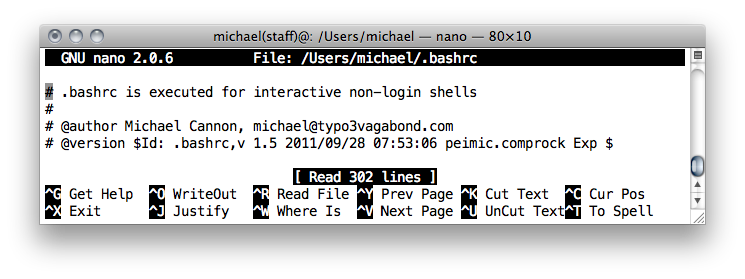 michael(staff)@: /Users/michael — nano — 80×10
GNU nano 2.0.6 File: /Users/michael/.bashrc
# .bashrc is executed for interactive non-login shells
#
# @author Michael Cannon, michael@typo3vagabond.com
# @version $Id: .bashrc,v 1.5 2011/09/28 07:53:06 peimic.comprock Exp $
[ Read 302 lines ]
^G Get Help ^O WriteOut ^R Read File ^Y Prev Page ^K Cut Text ^C Cur Pos
^X Exit ^J Justify ^W Where Is ^V Next Page ^U UnCut Text^T To Spell